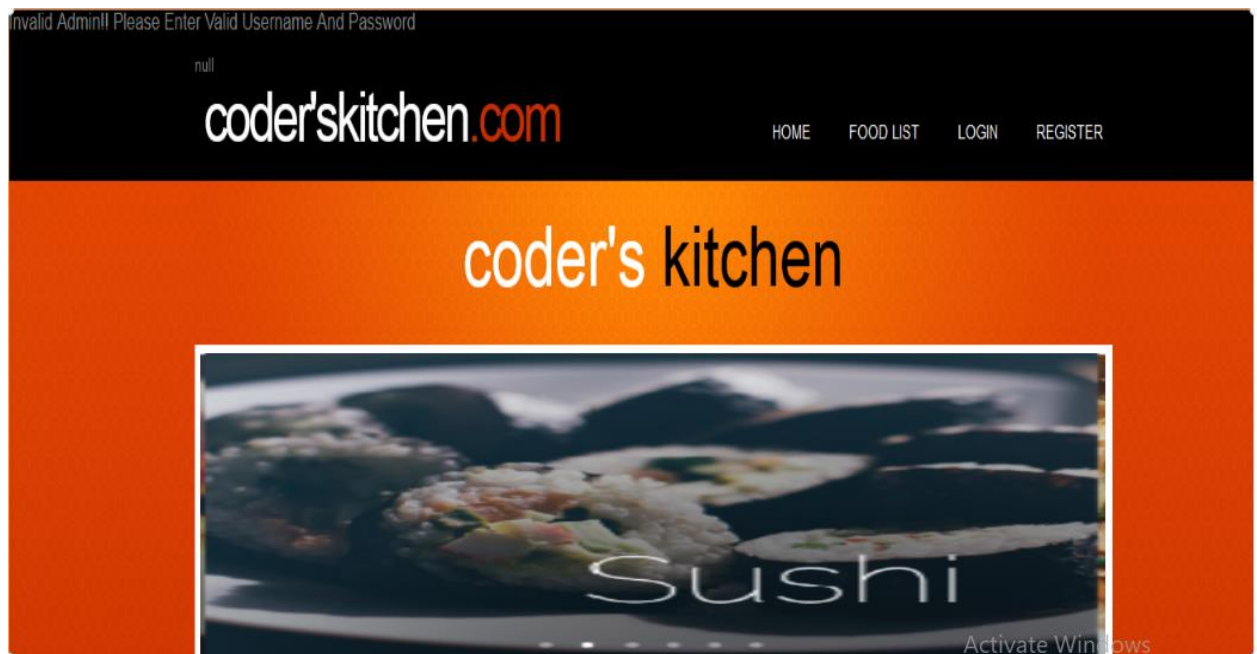 Invalid Admin!! Please Enter Valid Username And Password
null
coder'skitchen.com
HOME FOOD LIST LOGIN REGISTER
coder's kitchen
Sushi
Activate Windows